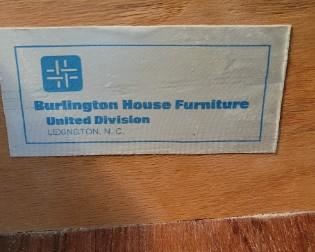 Burlington House Furniture
United Division
LEXINGTON, N.C.